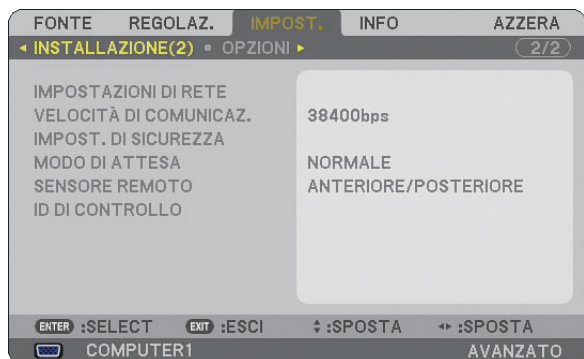 FONTE REGOLAZ. IMPOST. INFO AZZERA
INSTALLAZIONE(2) • OPZIONI 2/2
IMPOSTAZIONI DI RETE
VELOCITÀ DI COMUNICAZ. 38400bps
IMPOST. DI SICUREZZA
MODO DI ATTESA NORMALE
SENSORE REMOTO ANTERIORE/POSTERIORE
ID DI CONTROLLO
ENTER :SELECT EXIT :ESCI :SPOSTA :SPOSTA
COMPUTER1 AVANZATO